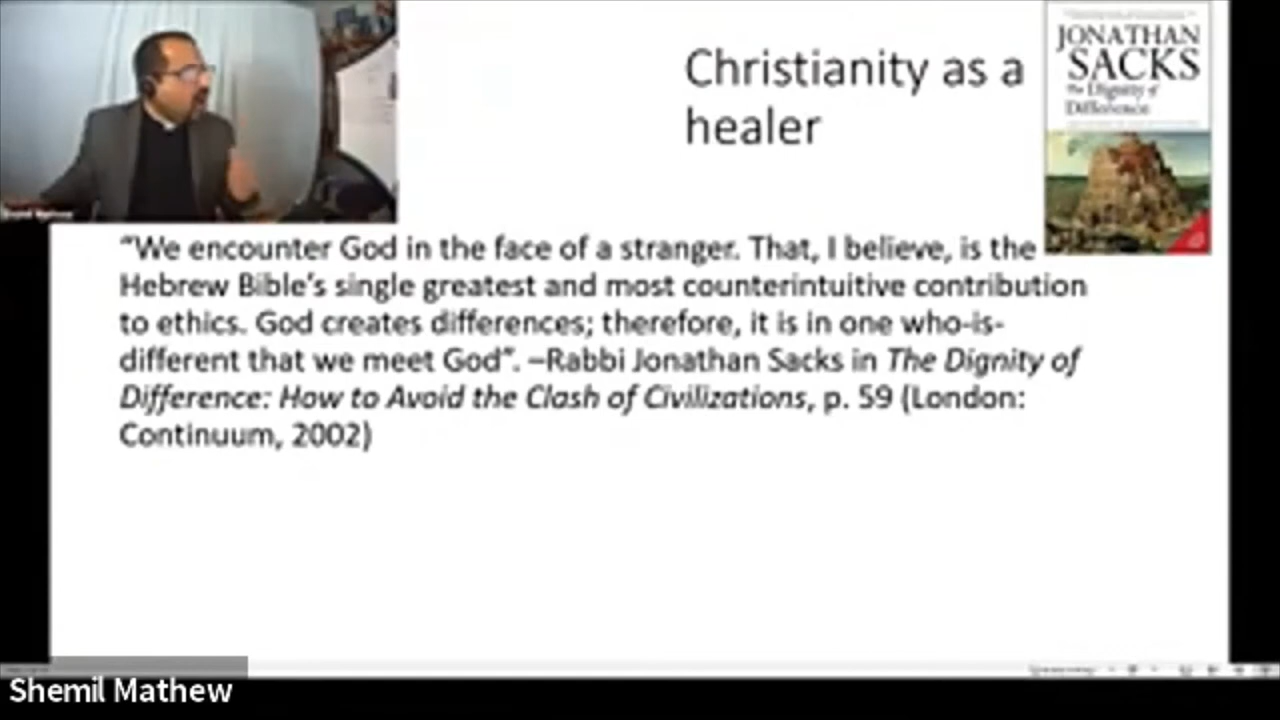 Christianity as a
healer
JONATHAN
SACKS
The Dignity of
Difference
Shemil Mathew
“We encounter God in the face of a stranger. That, I believe, is the
Hebrew Bible’s single greatest and most counterintuitive contribution
to ethics. God creates differences; therefore, it is in one who-is-
different that we meet God”. –Rabbi Jonathan Sacks in The Dignity of
Difference: How to Avoid the Clash of Civilizations, p. 59 (London:
Continuum, 2002)
Shemil Mathew